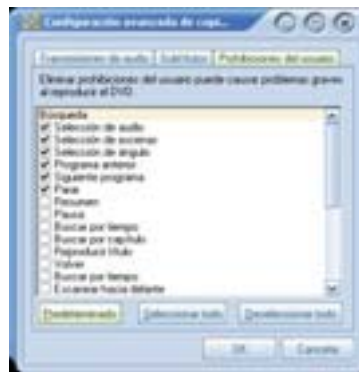 Configuración avanzada de copi...
Transmisiones de audio Subtítulos Prohibiciones del usuario
Eliminar prohibiciones del usuario puede causar problemas graves
al reproducir el DVD.
Búsqueda
Selección de audio
Selección de escenas
Selección de ángulo
Programa anterior
Siguiente programa
Parar
Resumen
Pausa
Buscar por tiempo
Buscar por capítulo
Reproducir título
Volver
Buscar por tiempo
Escanear hacia delante
Predeterminado Seleccionar todo Deseleccionar todo
OK Cancelar